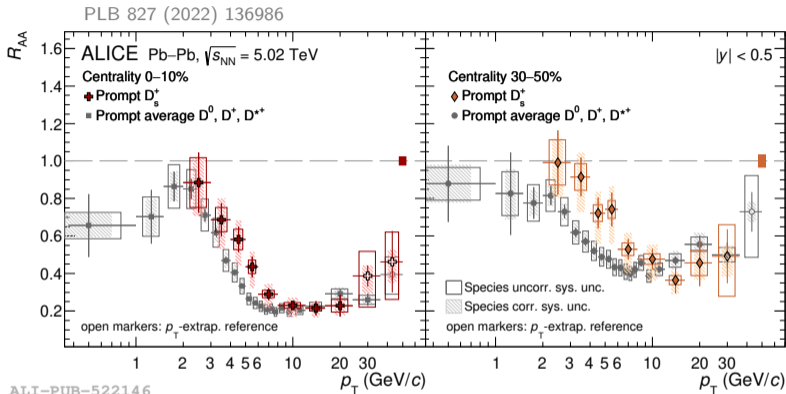 PLB 827 (2022) 136986
R_AA
ALICE Pb–Pb, √s_NN = 5.02 TeV
Centrality 0–10%
Prompt D_s^+
Prompt average D^0, D^+, D^*+
open markers: p_T-extrap. reference
1.6
1.4
1.2
1.0
0.8
0.6
0.4
0.2
1 2 3 4 5 6 10 20 30
p_T (GeV/c)
|y| < 0.5
Centrality 30–50%
Prompt D_s^+
Prompt average D^0, D^+, D^*+
Species uncorr. sys. unc.
Species corr. sys. unc.
open markers: p_T-extrap. reference
1 2 3 4 5 6 10 20 30
p_T (GeV/c)
ALI-PUB-522146